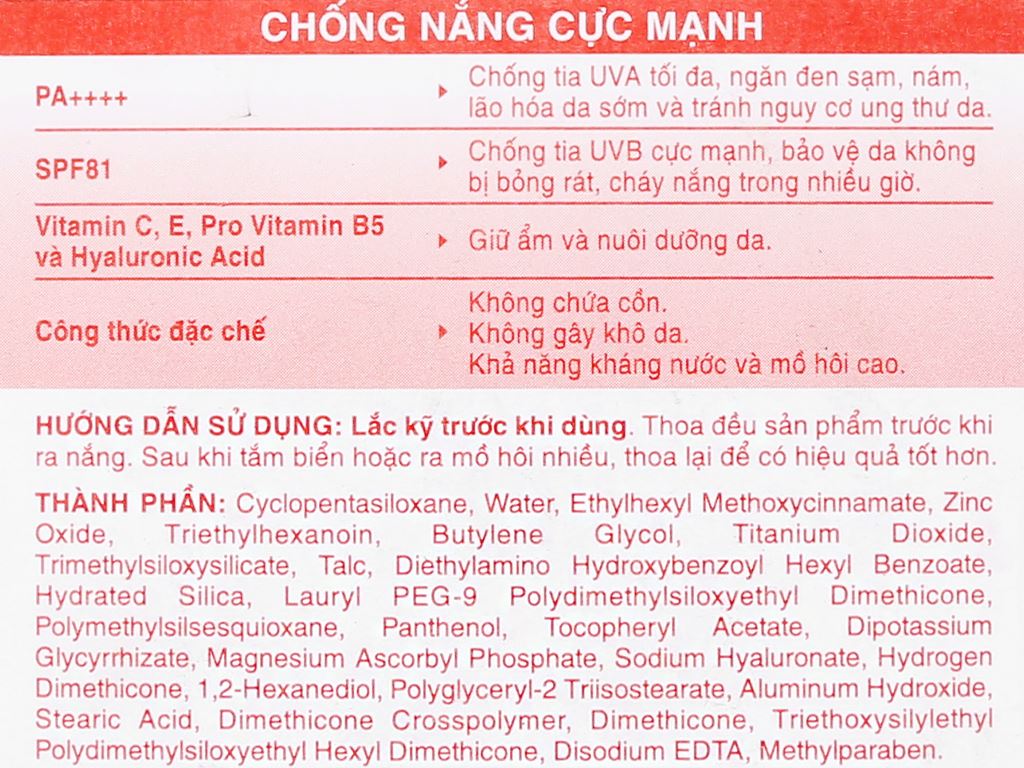 CHỐNG NẮNG CỰC MẠNH
PA++++
Chống tia UVA tối đa, ngăn đen sạm, nám,
lão hóa da sớm và tránh nguy cơ ung thư da.
SPF81
Chống tia UVB cực mạnh, bảo vệ da không
bị bỏng rát, cháy nắng trong nhiều giờ.
Vitamin C, E, Pro Vitamin B5
và Hyaluronic Acid
Giữ ẩm và nuôi dưỡng da.
Công thức đặc chế
Không chứa cồn.
Không gây khô da.
Khả năng kháng nước và mồ hôi cao.
HƯỚNG DẪN SỬ DỤNG: Lắc kỹ trước khi dùng. Thoa đều sản phẩm trước khi
ra nắng. Sau khi tắm biển hoặc ra mồ hôi nhiều, thoa lại để có hiệu quả tốt hơn.
THÀNH PHẦN: Cyclopentasiloxane, Water, Ethylhexyl Methoxycinnamate, Zinc
Oxide, Triethylhexanoin, Butylene Glycol, Titanium Dioxide,
Trimethylsiloxysilicate, Talc, Diethylamino Hydroxybenzoyl Hexyl Benzoate,
Hydrated Silica, Lauryl PEG-9 Polydimethylsiloxyethyl Dimethicone,
Polymethylsilsesquioxane, Panthenol, Tocopheryl Acetate, Dipotassium
Glycyrrhizate, Magnesium Ascorbyl Phosphate, Sodium Hyaluronate, Hydrogen
Dimethicone, 1,2-Hexanediol, Polyglyceryl-2 Triisostearate, Aluminum Hydroxide,
Stearic Acid, Dimethicone Crosspolymer, Dimethicone, Triethoxysilylethyl
Polydimethylsiloxyethyl Hexyl Dimethicone, Disodium EDTA, Methylparaben.